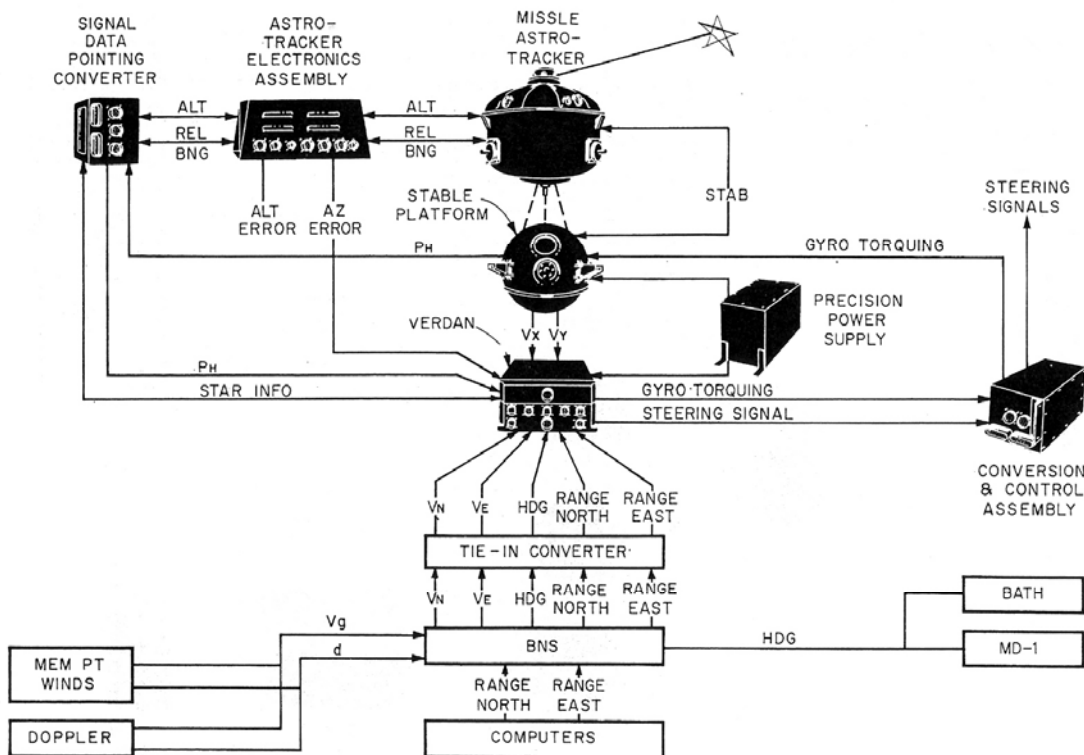 SIGNAL
DATA
POINTING
CONVERTER
ASTRO-
TRACKER
ELECTRONICS
ASSEMBLY
MISSLE
ASTRO-
TRACKER
ALT
ALT
REL
BNG
REL
BNG
ALT
ERROR
AZ
ERROR
STABLE
PLATFORM
STAB
STEERING
SIGNALS
PH
GYRO TORQUING
PRECISION
POWER
SUPPLY
VERDAN
VX
VY
PH
STAR INFO
GYRO TORQUING
STEERING SIGNAL
CONVERSION
& CONTROL
ASSEMBLY
VN
VE
HDG
RANGE
NORTH
RANGE
EAST
TIE-IN CONVERTER
VN
VE
HDG
RANGE
NORTH
RANGE
EAST
BATH
Vg
d
BNS
HDG
MD-1
MEM PT
WINDS
RANGE
NORTH
RANGE
EAST
DOPPLER
COMPUTERS